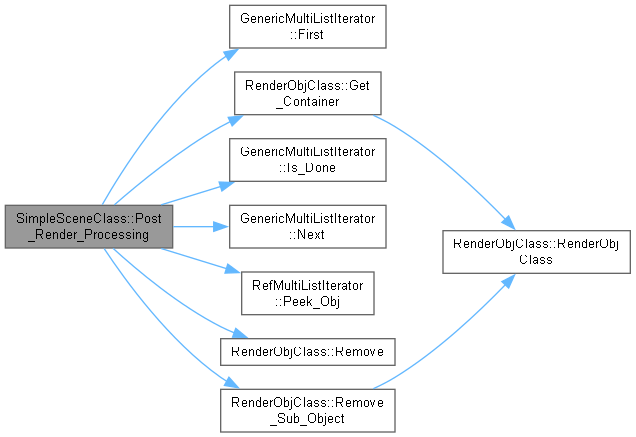 GenericMultiListIterator
::First
RenderObjClass::Get
_Container
GenericMultiListIterator
::Is_Done
SimpleSceneClass::Post
_Render_Processing
GenericMultiListIterator
::Next
RenderObjClass::RenderObj
Class
RefMultiListIterator
::Peek_Obj
RenderObjClass::Remove
RenderObjClass::Remove
_Sub_Object